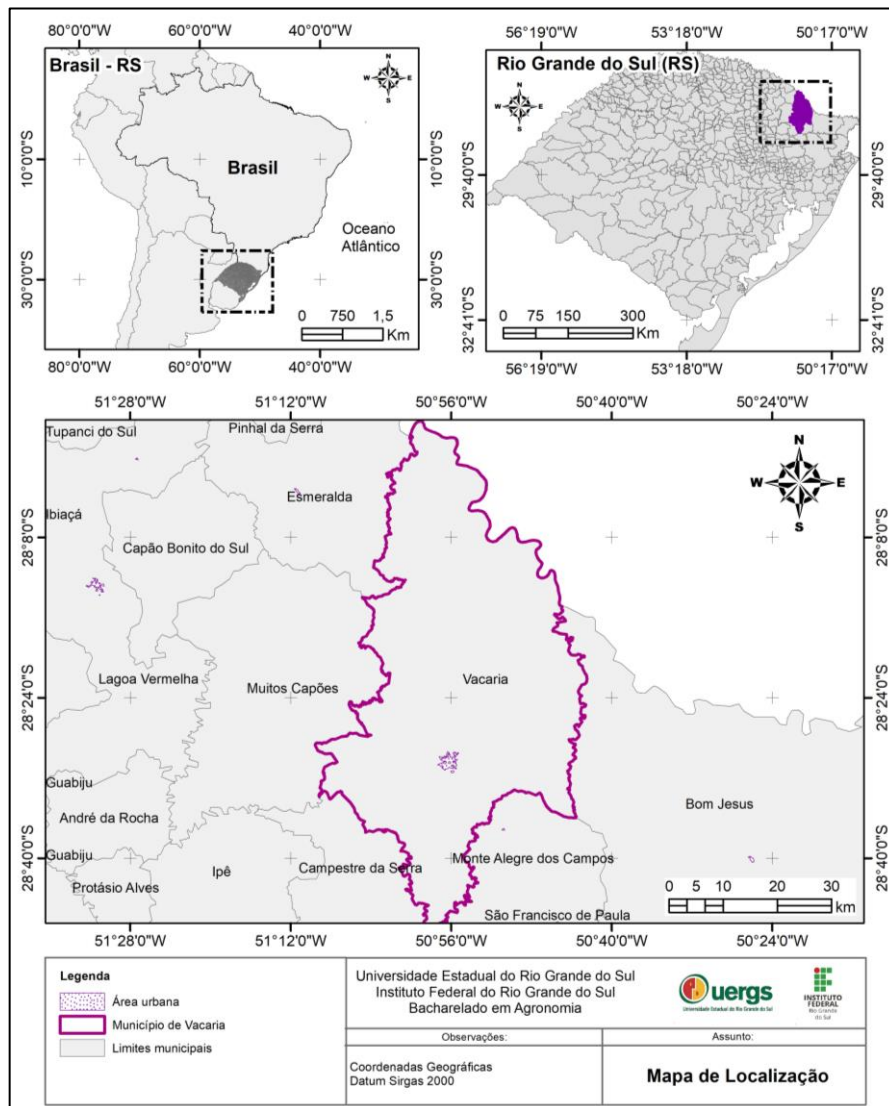 Brasil - RS
80°0'0"W 60°0'0"W 40°0'0"W
N
W E
S
10°0'0"S
10°0'0"S
Brasil
Oceano
Atlântico
30°0'0"S
30°0'0"S
0 750 1,5
Km
80°0'0"W 60°0'0"W 40°0'0"W
56°19'0"W 53°18'0"W 50°17'0"W
Rio Grande do Sul (RS)
N
W E
S
29°40'0"S
29°40'0"S
32°41'0"S
32°41'0"S
0 75 150 300
Km
56°19'0"W 53°18'0"W 50°17'0"W
51°28'0"W 51°12'0"W 50°56'0"W 50°40'0"W 50°24'0"W
Tupanci do Sul
Pinhal da Serra
N
W E
S
Esmeralda
Ibiaçá
28°8'0"S
28°8'0"S
Capão Bonito do Sul
Lagoa Vermelha
Muitos Capões
Vacaria
28°24'0"S
28°24'0"S
Guabiju
André da Rocha
Bom Jesus
Guabiju
28°40'0"S
28°40'0"S
Protásio Alves
Ipê
Campestre da Serra
Monte Alegre dos Campos
São Francisco de Paula
0 5 10 20 30
km
51°28'0"W 51°12'0"W 50°56'0"W 50°40'0"W 50°24'0"W
Legenda
Área urbana
Município de Vacaria
Limites municipais
Universidade Estadual do Rio Grande do Sul
Instituto Federal do Rio Grande do Sul
Bacharelado em Agronomia
uergs
Universidade Estadual do Rio Grande do Sul
INSTITUTO
FEDERAL
Rio Grande
do Sul
Observações:
Assunto:
Coordenadas Geográficas
Datum Sirgas 2000
Mapa de Localização